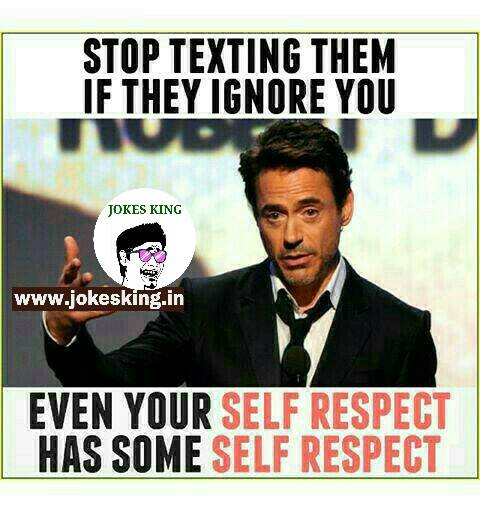 STOP TEXTING THEM
IF THEY IGNORE YOU
JOKES KING
www.jokesking.in
EVEN YOUR SELF RESPECT
HAS SOME SELF RESPECT